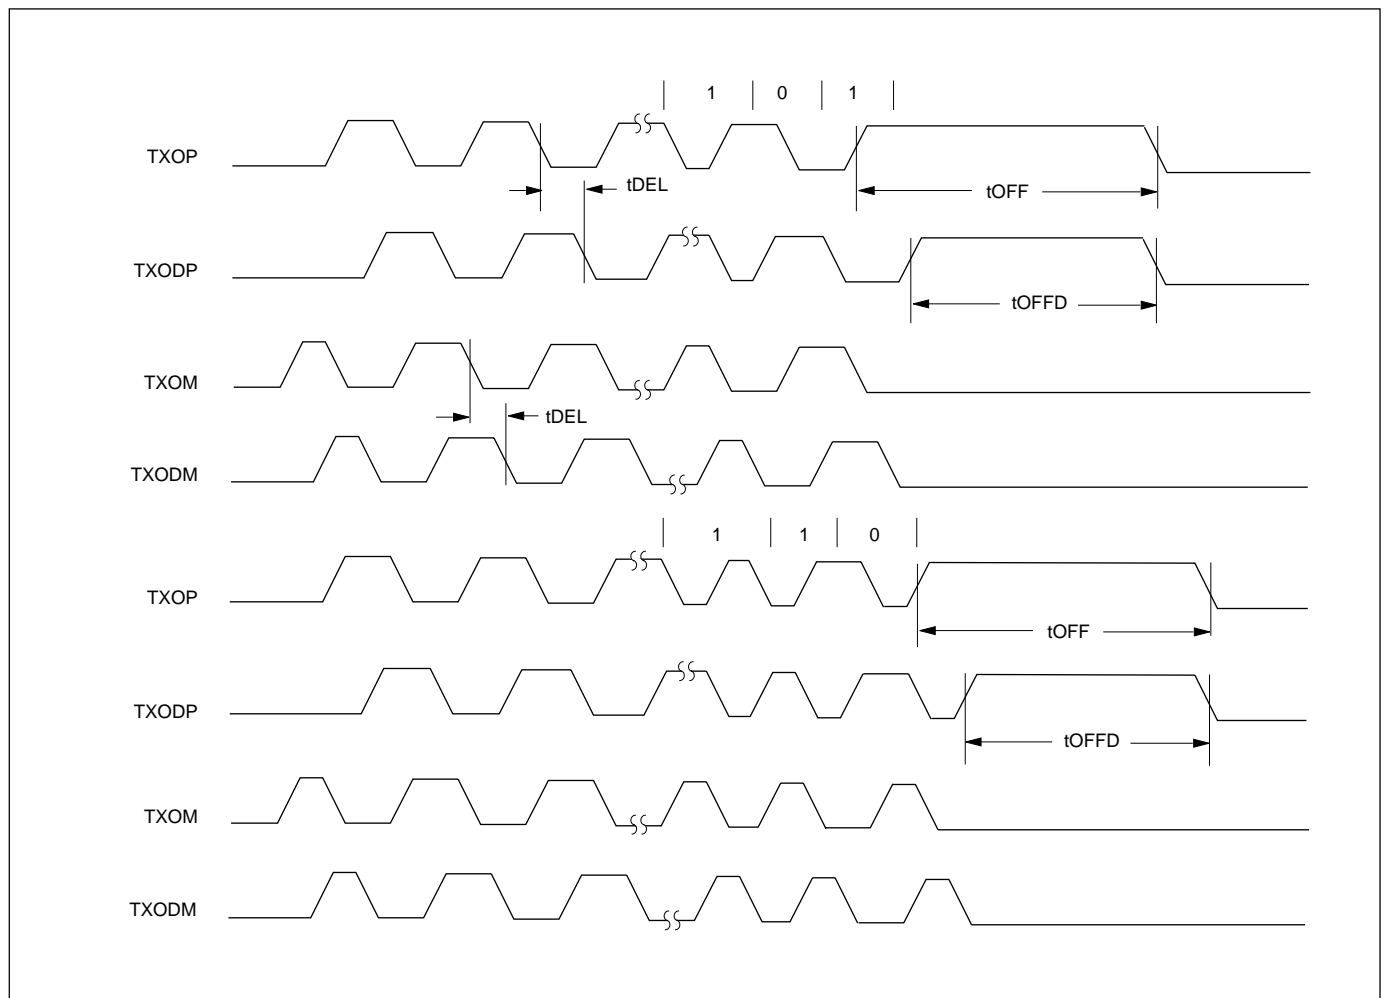 1 0 1
TXOP
tDEL
tOFF
TXODP
tOFFD
TXOM
tDEL
TXODM
1 1 0
TXOP
tOFF
TXODP
tOFFD
TXOM
TXODM